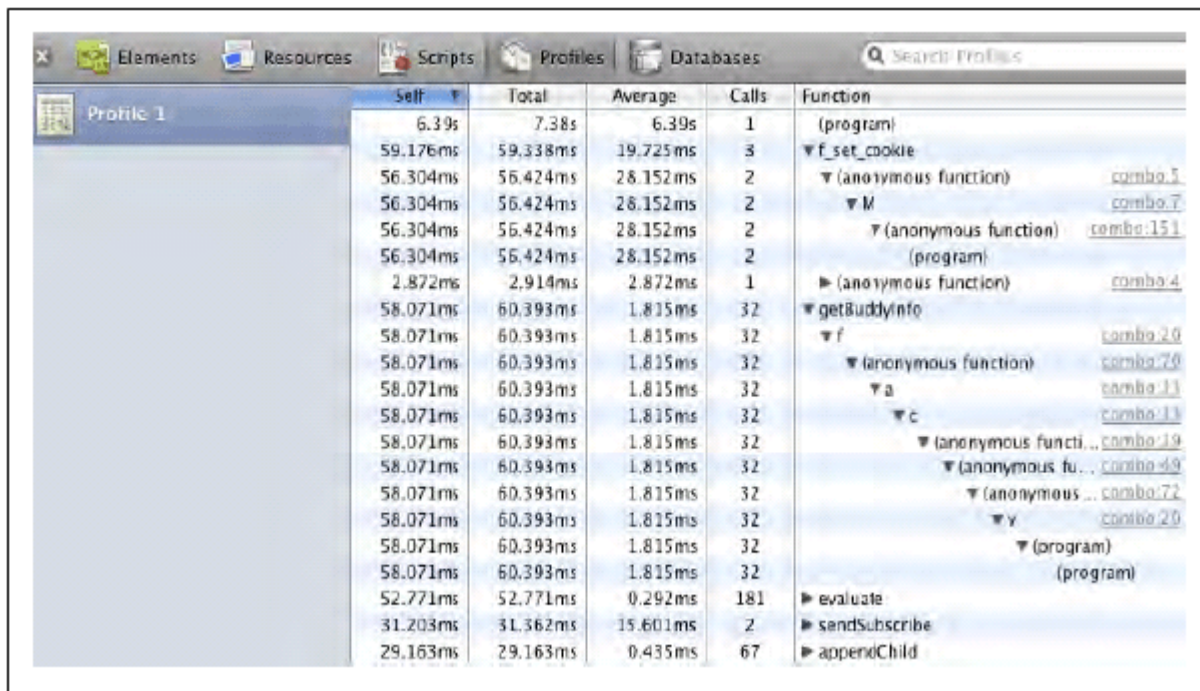 Elements Resources Scripts Profiles Databases Search Profiles
Profile 1
Self Total Average Calls Function
6.39s 7.38s 6.39s 1 (program)
59.176ms 59.338ms 19.725ms 3 f_set_cookie
56.304ms 56.424ms 28.152ms 2 (anonymous function) combo:5
56.304ms 56.424ms 28.152ms 2 M combo:7
56.304ms 56.424ms 28.152ms 2 (anonymous function) combo:151
56.304ms 56.424ms 28.152ms 2 (program)
2.872ms 2.914ms 2.872ms 1 (anonymous function) combo:4
58.071ms 60.393ms 1.815ms 32 getBuddyInfo
58.071ms 60.393ms 1.815ms 32 f combo:20
58.071ms 60.393ms 1.815ms 32 (anonymous function) combo:70
58.071ms 60.393ms 1.815ms 32 a combo:11
58.071ms 60.393ms 1.815ms 32 c combo:13
58.071ms 60.393ms 1.815ms 32 (anonymous functi... combo:19
58.071ms 60.393ms 1.815ms 32 (anonymous fu... combo:49
58.071ms 60.393ms 1.815ms 32 (anonymous ... combo:72
58.071ms 60.393ms 1.815ms 32 v combo:20
58.071ms 60.393ms 1.815ms 32 (program)
58.071ms 60.393ms 1.815ms 32 (program)
52.771ms 52.771ms 0.292ms 181 evaluate
31.203ms 31.362ms 15.601ms 2 sendSubscribe
29.163ms 29.163ms 0.435ms 67 appendChild